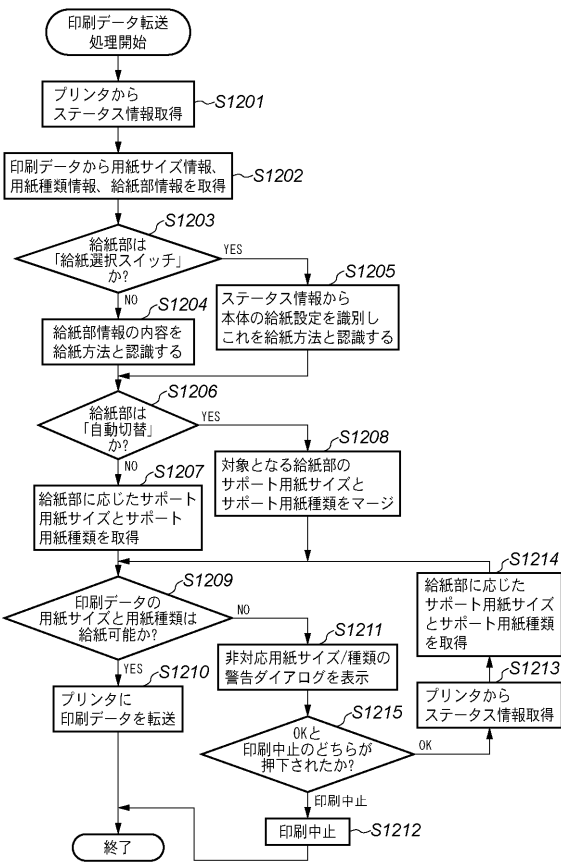 印刷データ転送
処理開始
プリンタから
ステータス情報取得
S1201
印刷データから用紙サイズ情報、
用紙種類情報、給紙部情報を取得
S1202
S1203
給紙部は
「給紙選択スイッチ」
か?
YES
NO
S1204
給紙部情報の内容を
給紙方法と認識する
S1205
ステータス情報から
本体の給紙設定を識別し
これを給紙方法と認識する
S1206
給紙部は
「自動切替」
か?
YES
NO
S1207
給紙部に応じたサポート
用紙サイズとサポート
用紙種類を取得
S1208
対象となる給紙部の
サポート用紙サイズと
サポート用紙種類をマージ
S1209
印刷データの
用紙サイズと用紙種類は
給紙可能か?
NO
YES
S1210
プリンタに
印刷データを転送
S1211
非対応用紙サイズ/種類の
警告ダイアログを表示
S1214
給紙部に応じた
サポート用紙サイズ
とサポート用紙種類
を取得
S1213
プリンタから
ステータス情報取得
S1215
OKと
印刷中止のどちらが
押下されたか?
OK
印刷中止
印刷中止
S1212
終了